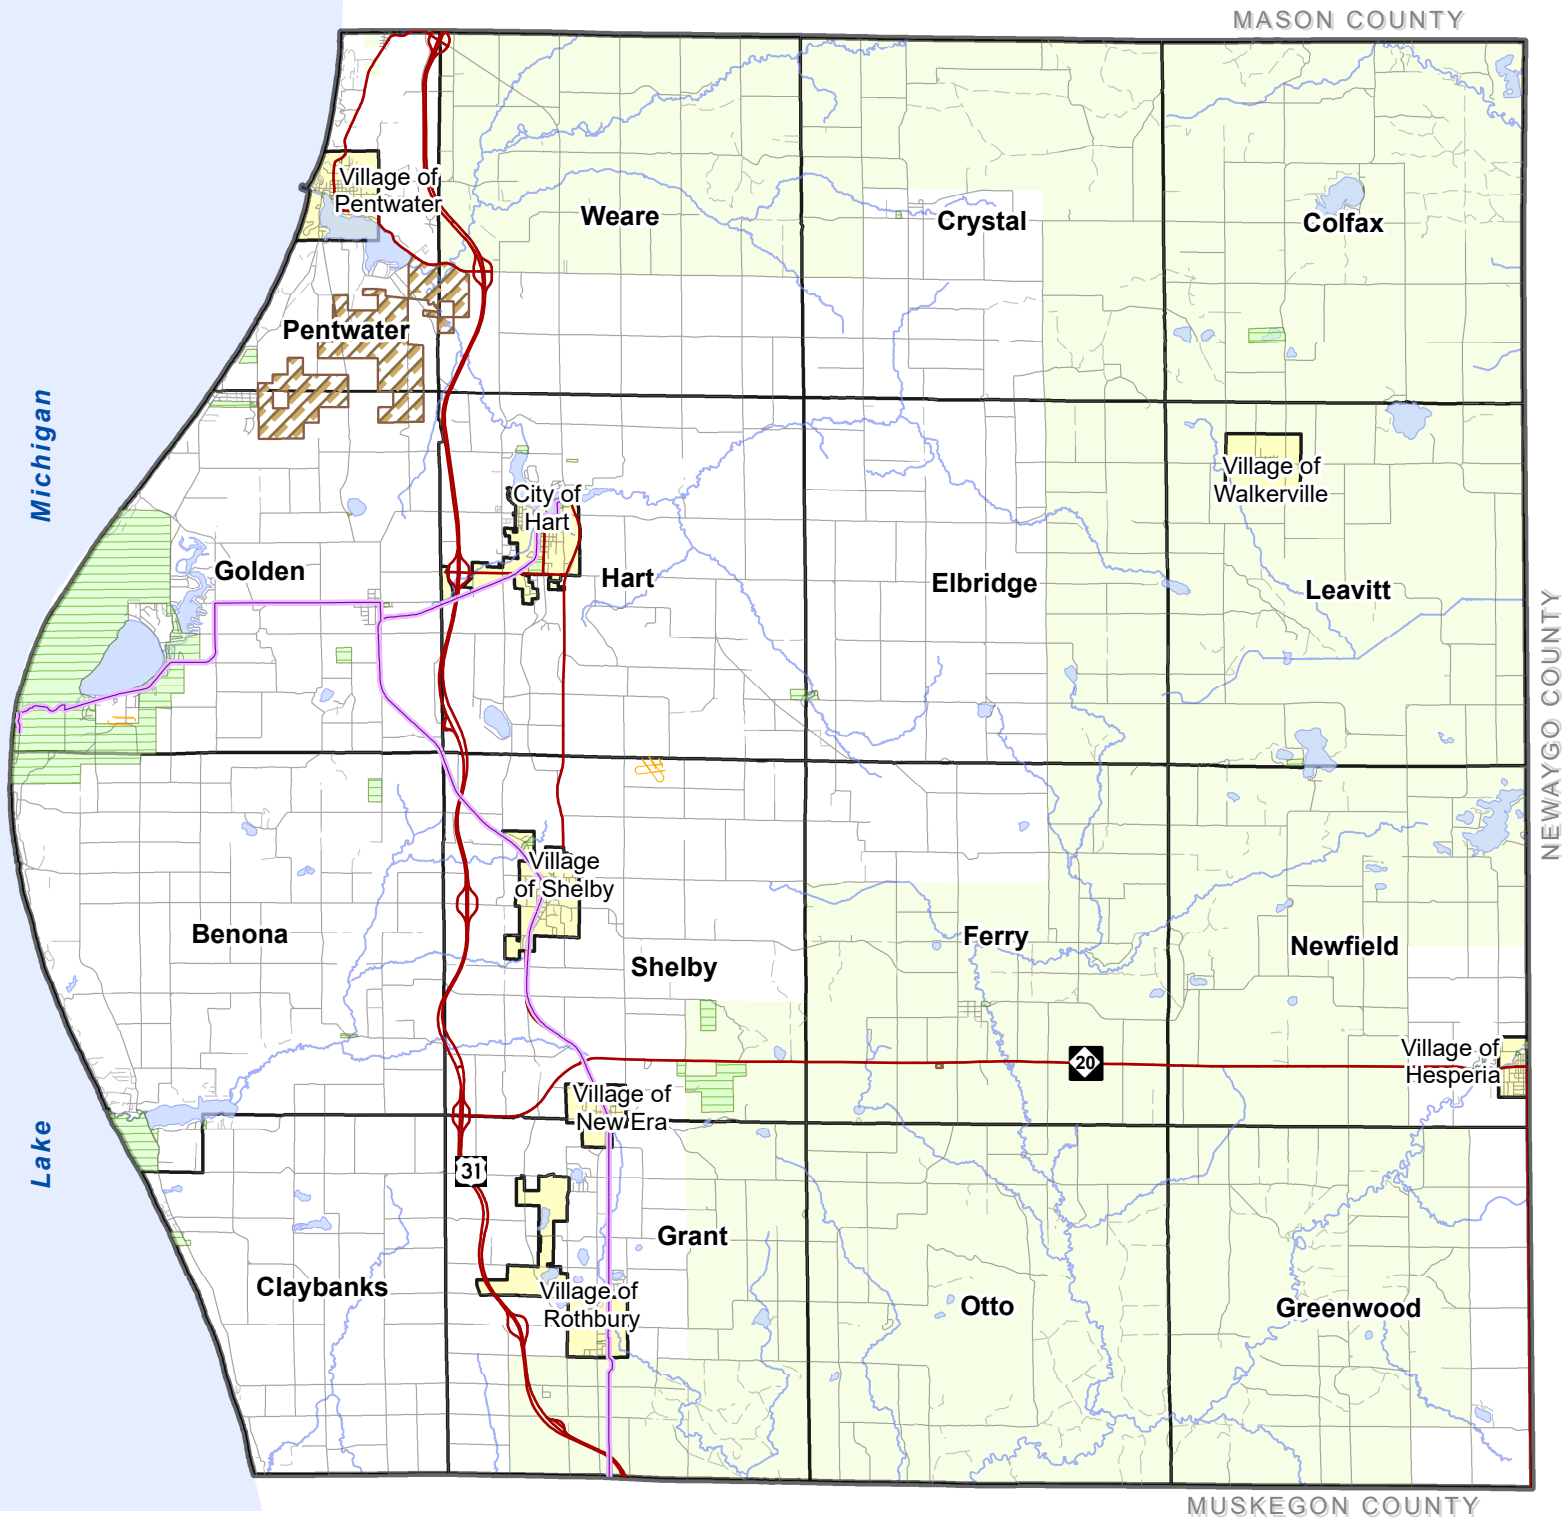 MASON COUNTY
Village of
Pentwater
Weare
Crystal
Colfax
Pentwater
Michigan
Village of
Walkerville
City of
Hart
Golden
Hart
Elbridge
Leavitt
NEWAYGO COUNTY
Village
of Shelby
Benona
Shelby
Ferry
Newfield
20
Village of
Hesperia
Village of
New Era
Lake
31
Grant
Claybanks
Village of
Rothbury
Otto
Greenwood
MUSKEGON COUNTY